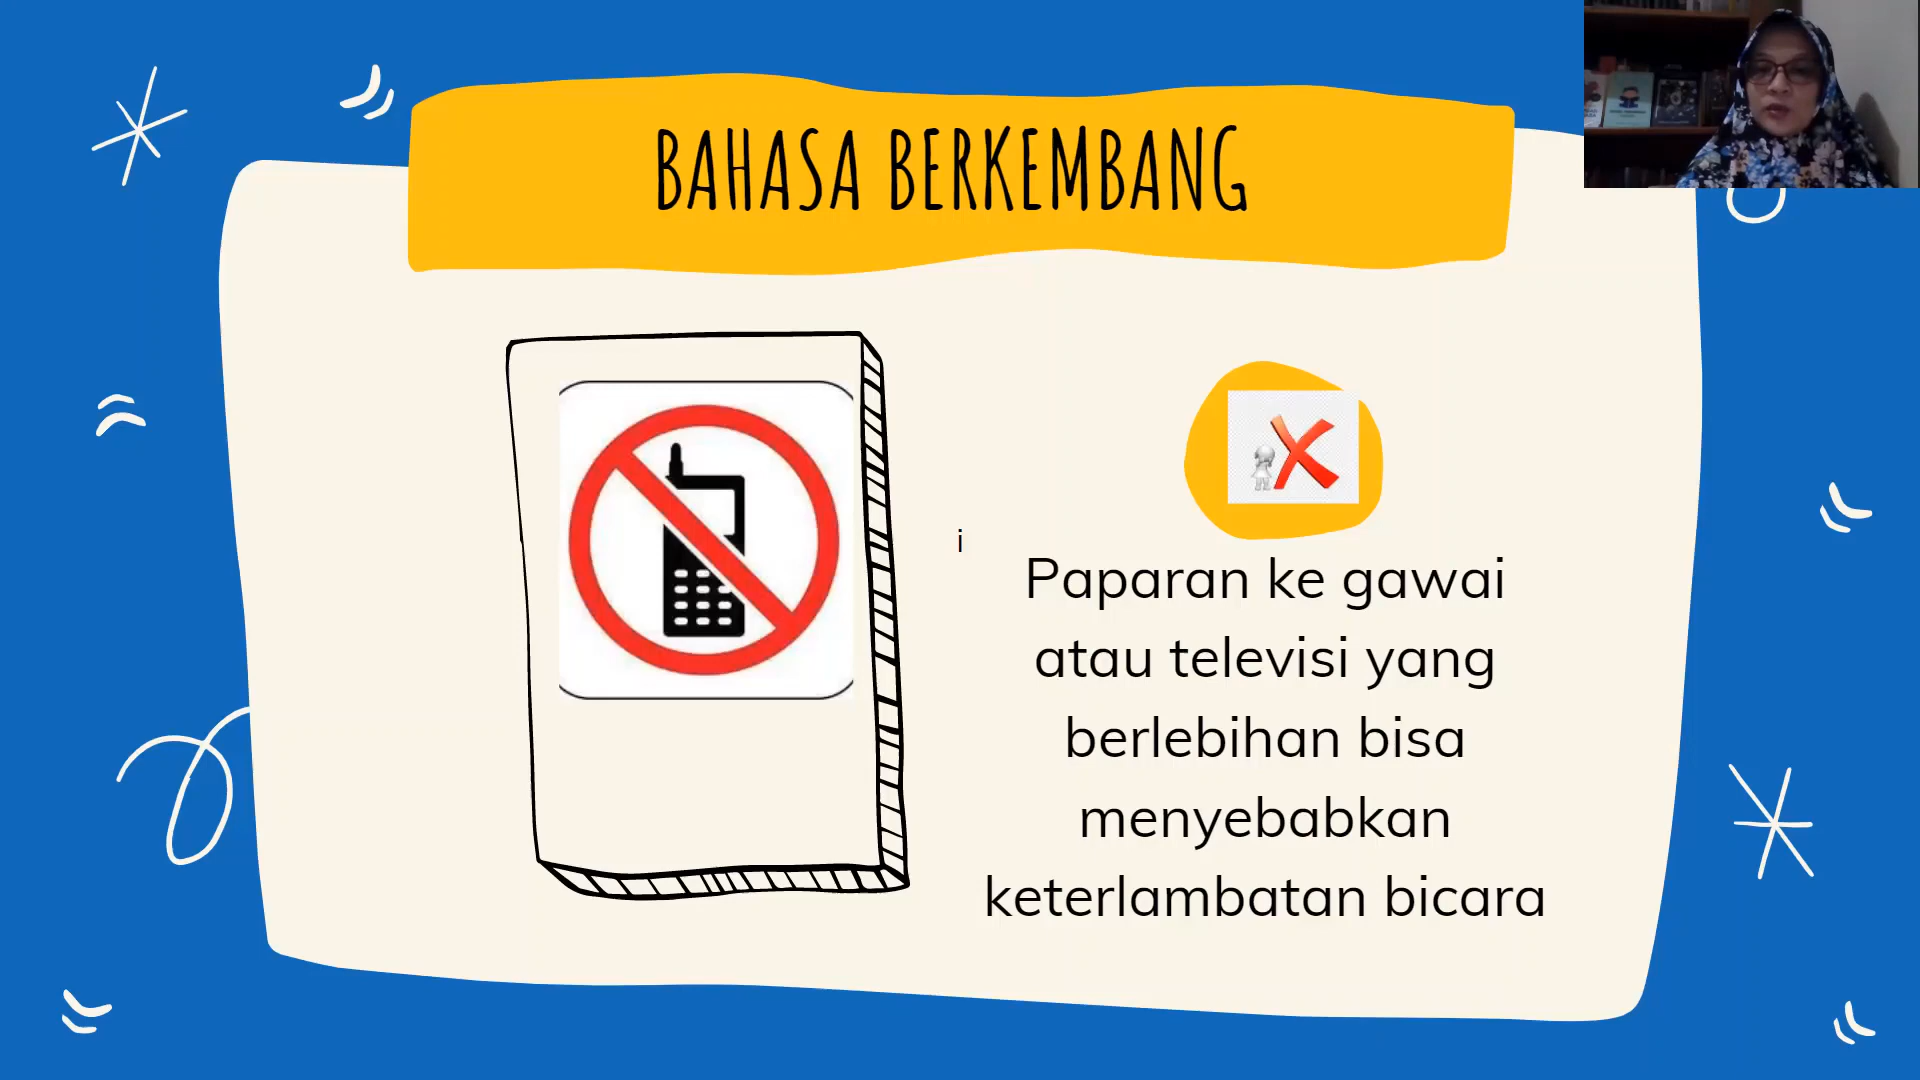 BAHASA BERKEMBANG
i
Paparan ke gawai
atau televisi yang
berlebihan bisa
menyebabkan
keterlambatan bicara